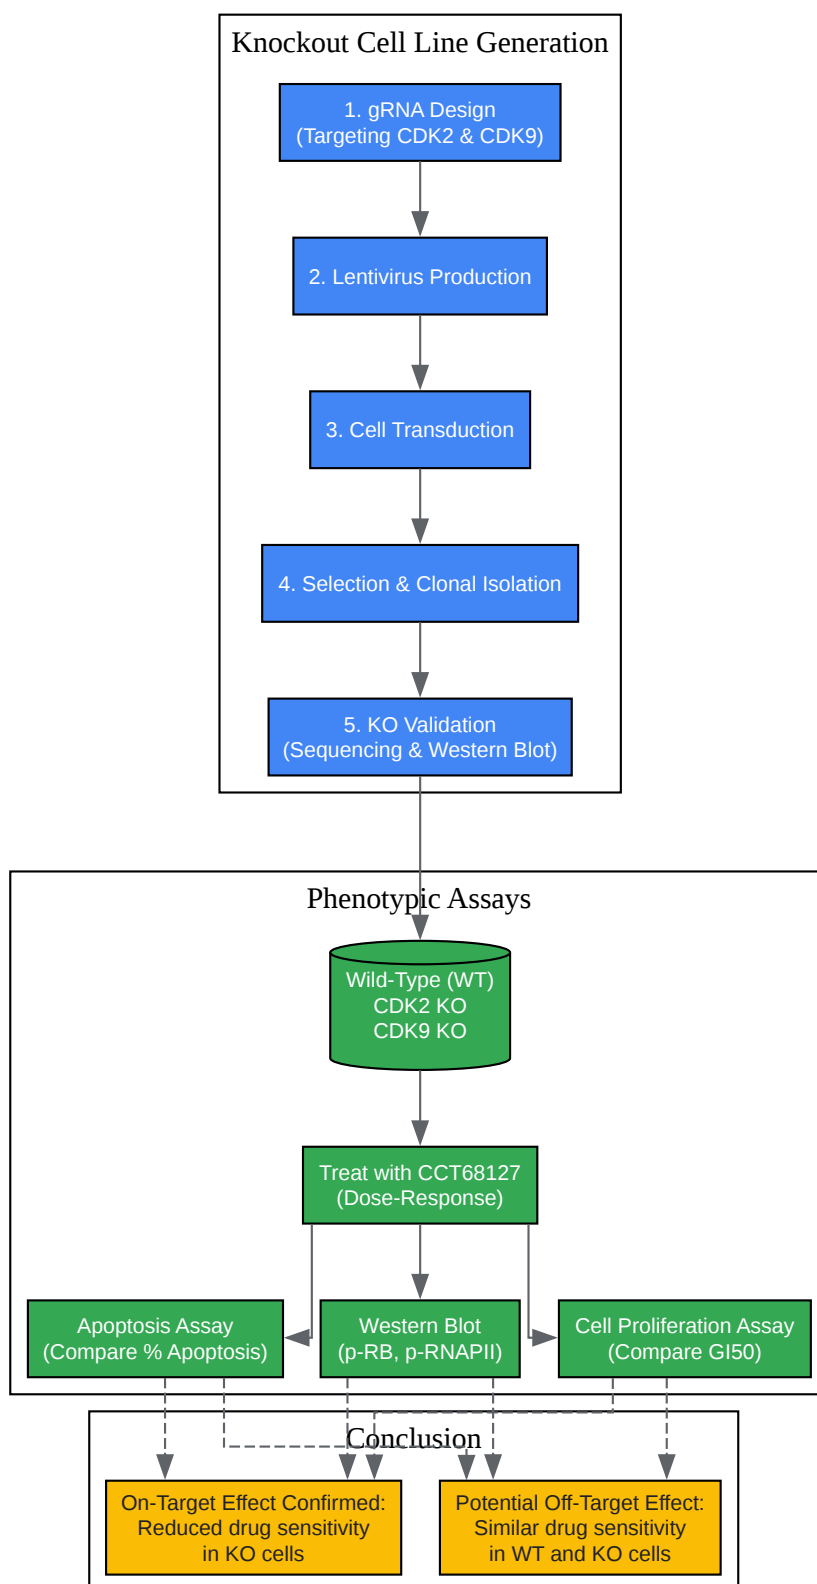 Knockout Cell Line Generation
1. gRNA Design
(Targeting CDK2 & CDK9)
2. Lentivirus Production
3. Cell Transduction
4. Selection & Clonal Isolation
5. KO Validation
(Sequencing & Western Blot)
Phenotypic Assays
Wild-Type (WT)
CDK2 KO
CDK9 KO
Treat with CCT68127
(Dose-Response)
Apoptosis Assay
(Compare % Apoptosis)
Western Blot
(p-RB, p-RNAPII)
Cell Proliferation Assay
(Compare GI50)
Conclusion
On-Target Effect Confirmed:
Reduced drug sensitivity
in KO cells
Potential Off-Target Effect:
Similar drug sensitivity
in WT and KO cells